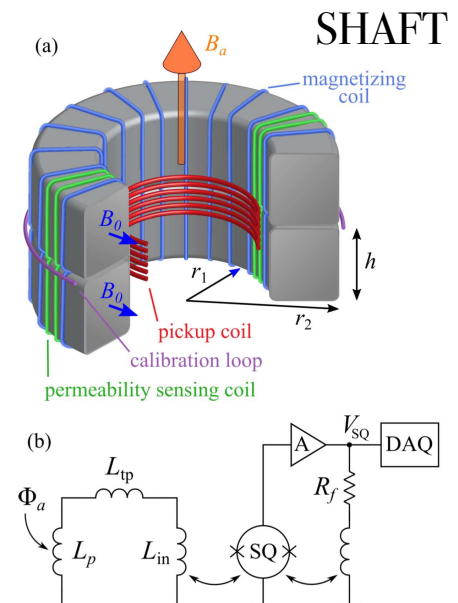 SHAFT
(a)
B_a
magnetizing
coil
B_0
B_0
r_1
r_2
h
pickup coil
calibration loop
permeability sensing coil
(b)
V_SQ
A
DAQ
L_tp
R_f
Φ_a
L_p
L_in
SQ